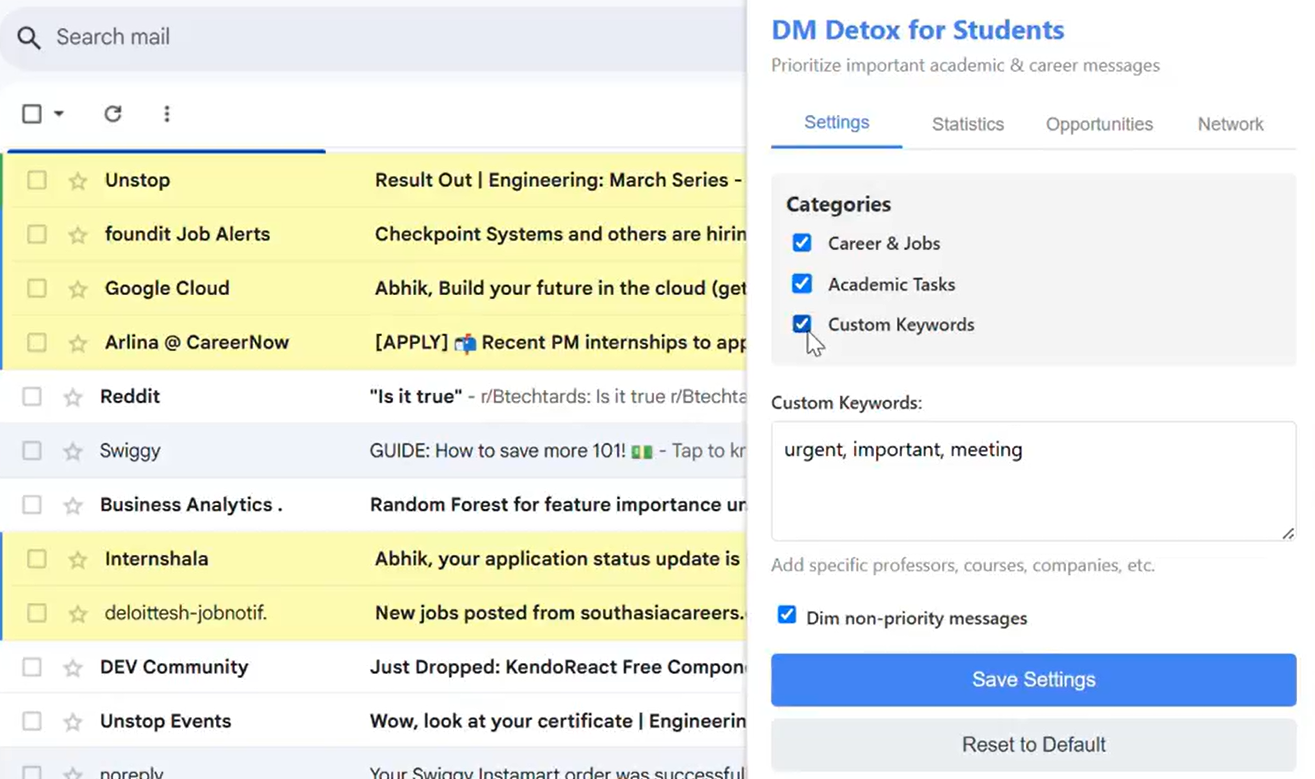 Search mail
Unstop Result Out | Engineering: March Series -
foundit Job Alerts Checkpoint Systems and others are hirin
Google Cloud Abhik, Build your future in the cloud (get
Arlina @ CareerNow [APPLY] 📬 Recent PM internships to app
Reddit "Is it true" - r/Btechtards: Is it true r/Btechta
Swiggy GUIDE: How to save more 101! 💵 - Tap to kn
Business Analytics . Random Forest for feature importance un
Internshala Abhik, your application status update is
deloittesh-jobnotif. New jobs posted from southasiacareers.
DEV Community Just Dropped: KendoReact Free Compon
Unstop Events Wow, look at your certificate | Engineerin
noreply Your Swiggy Instamart order was successful
DM Detox for Students
Prioritize important academic & career messages
Settings Statistics Opportunities Network
Categories
Career & Jobs
Academic Tasks
Custom Keywords
Custom Keywords:
urgent, important, meeting
Add specific professors, courses, companies, etc.
Dim non-priority messages
Save Settings
Reset to Default